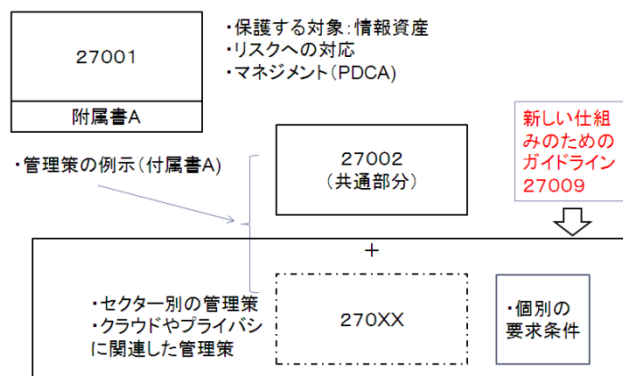 27001
附属書A
・保護する対象:情報資産
・リスクへの対応
・マネジメント(PDCA)
・管理策の例示(付属書A)
27002
(共通部分)
新しい仕組
みのための
ガイドライン
27009
+
・セクター別の管理策
・クラウドやプライバシ
に関連した管理策
270XX
・個別の
要求条件